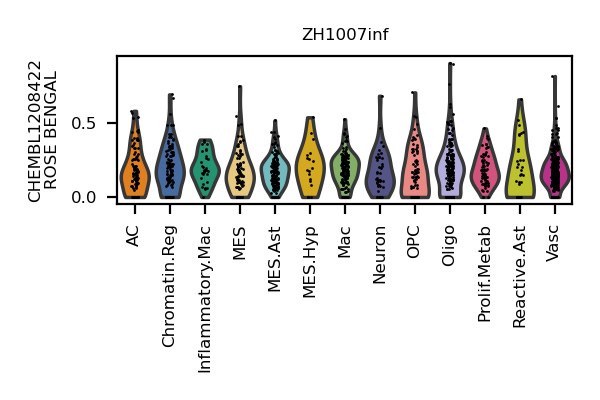 ZH1007inf
CHEMBL1208422
ROSE BENGAL
0.5
0.0
AC
Chromatin.Reg
Inflammatory.Mac
MES
MES.Ast
MES.Hyp
Mac
Neuron
OPC
Oligo
Prolif.Metab
Reactive.Ast
Vasc